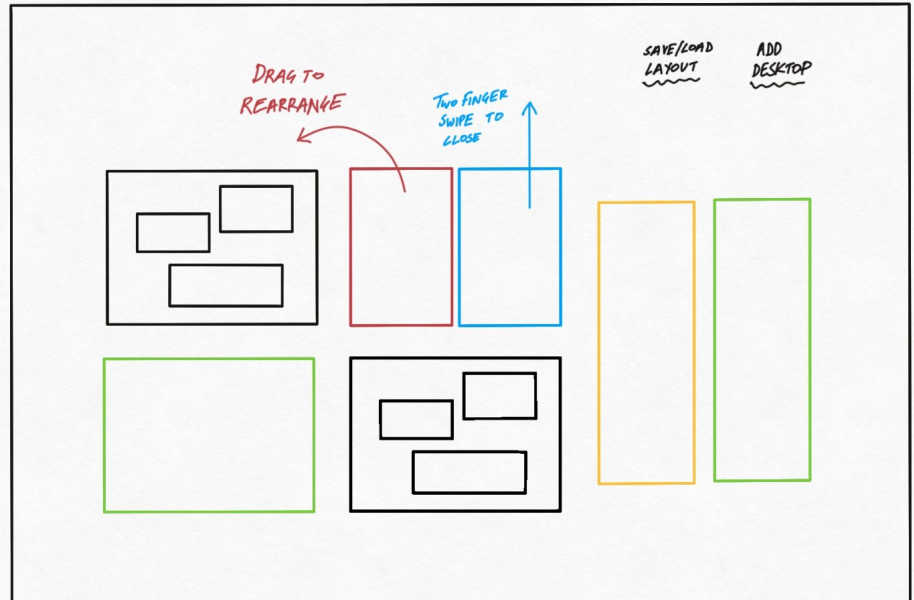 DRAG TO
REARRANGE
TWO FINGER
SWIPE TO
CLOSE
SAVE/LOAD
LAYOUT
ADD
DESKTOP